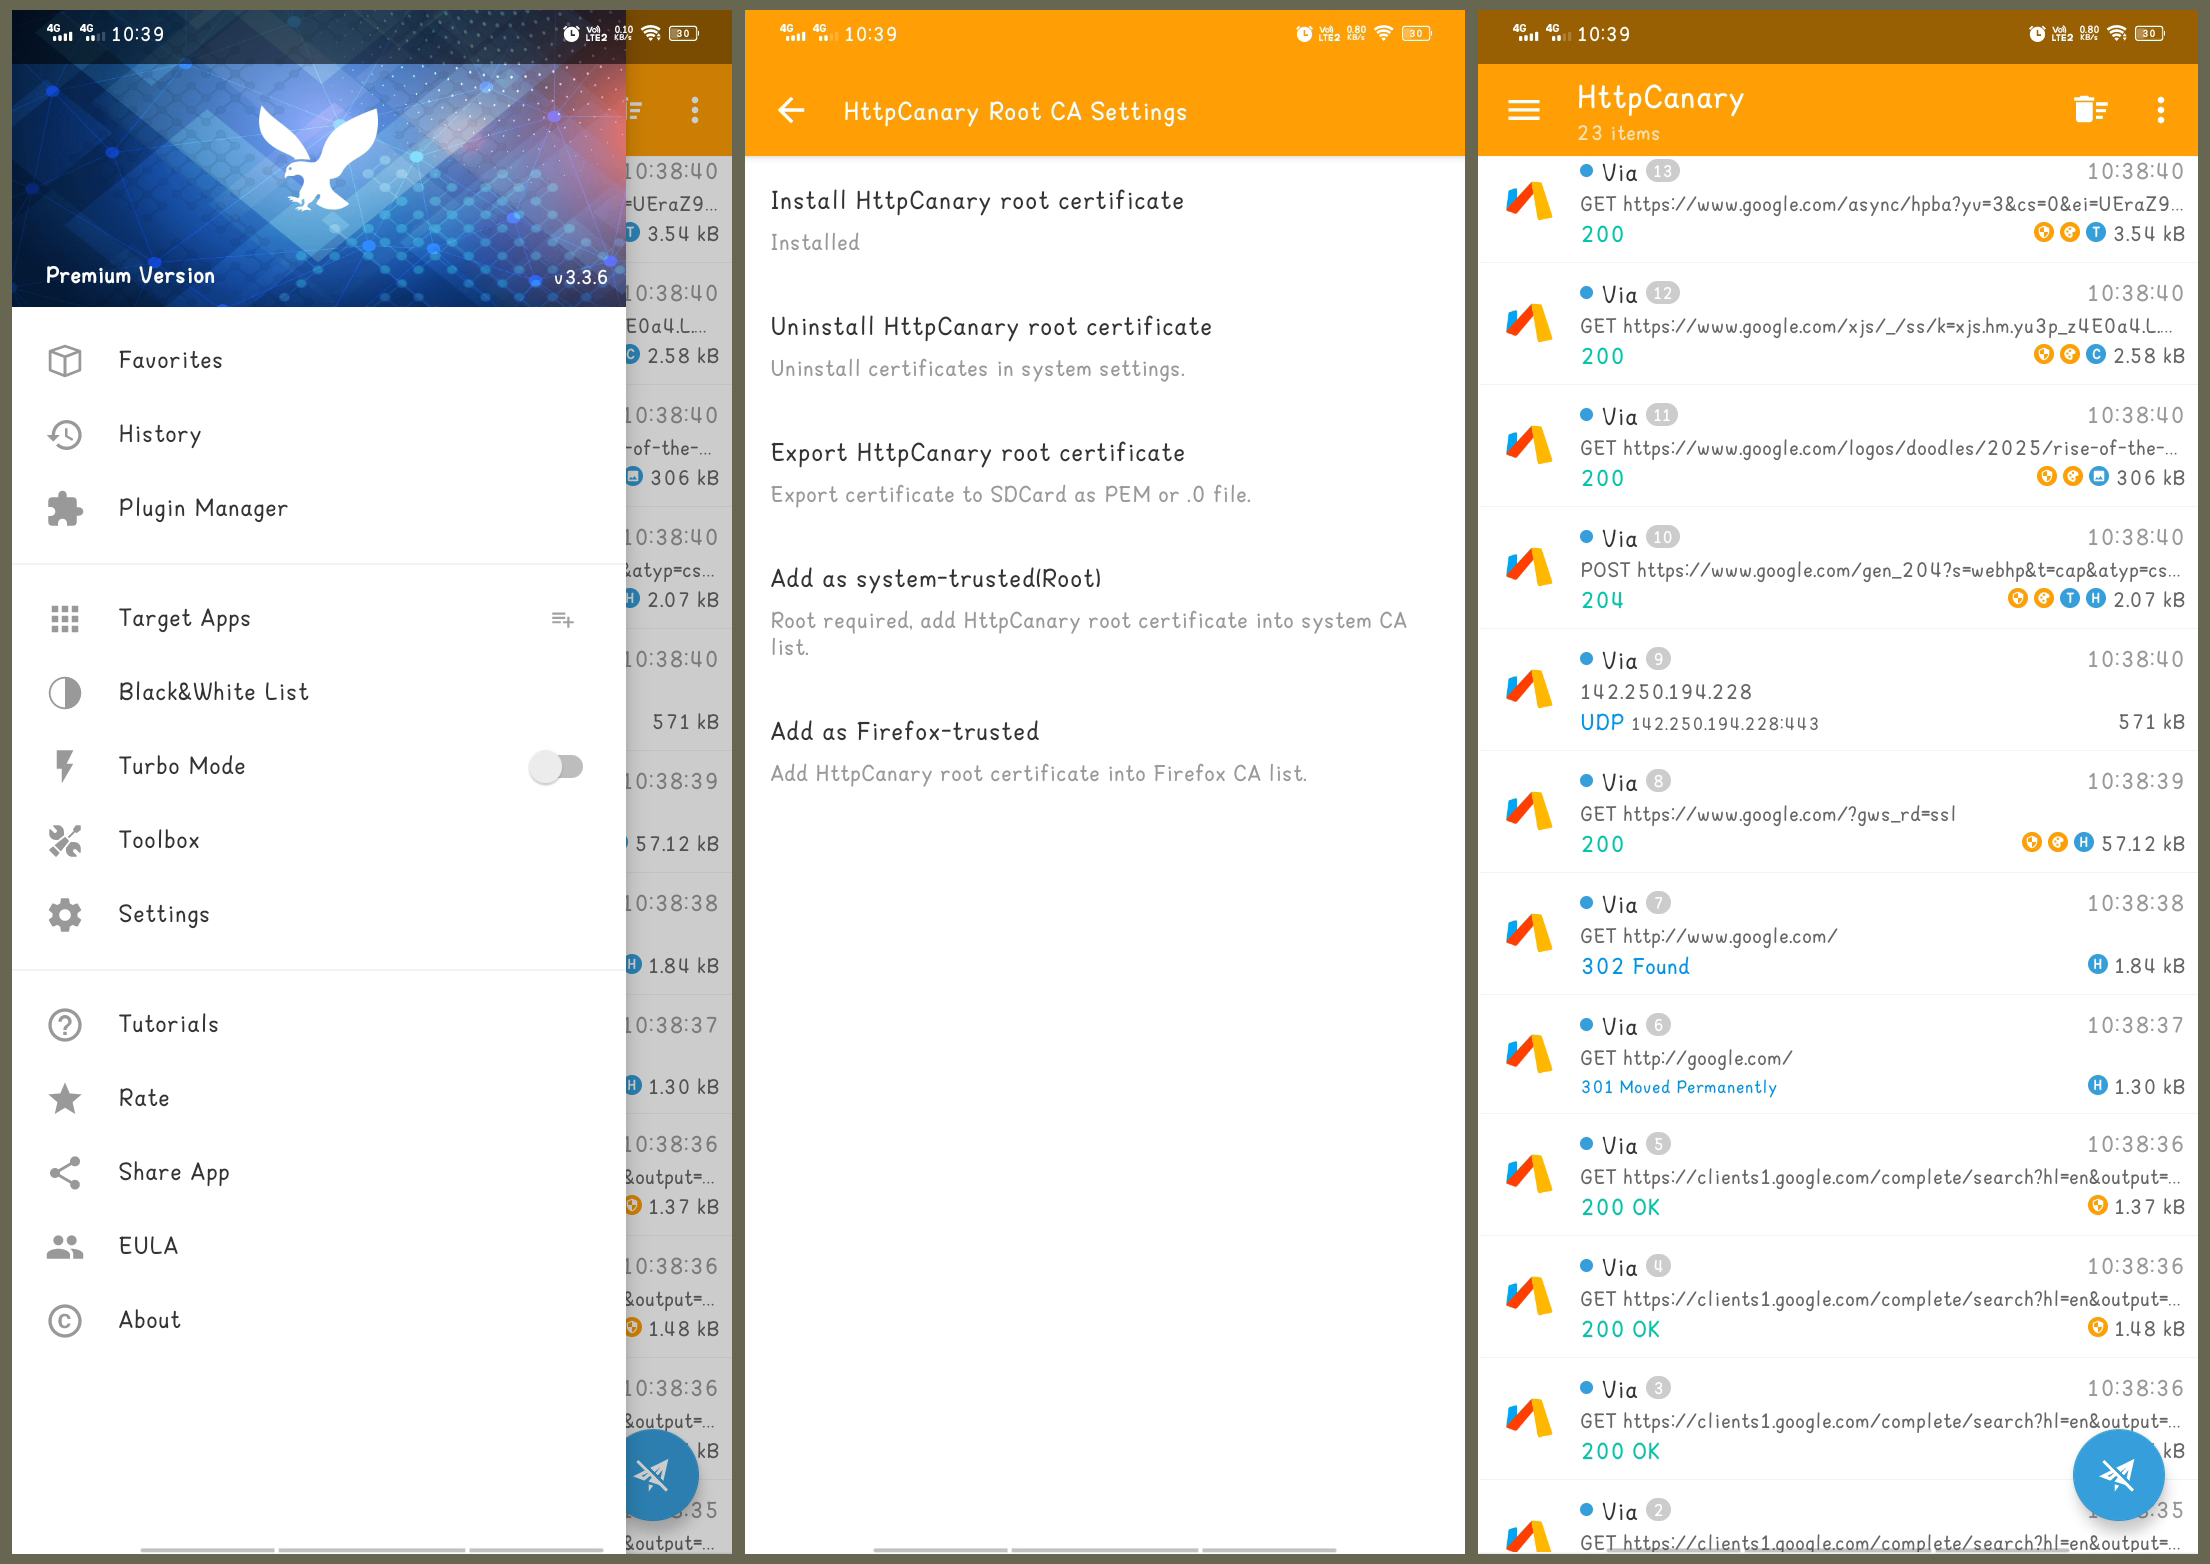 4G 4G 10:39
VoJ) LTE2 0.10 KB/s 30
Premium Version
v3.3.6
Favorites
History
Plugin Manager
Target Apps
Black&White List
Turbo Mode
Toolbox
Settings
Tutorials
Rate
Share App
EULA
About
10:38:40
=UEraZ9...
T 3.54 kB
10:38:40
E0a4.L...
C 2.58 kB
10:38:40
-of-the-...
306 kB
10:38:40
&atyp=cs...
H 2.07 kB
10:38:40
571 kB
10:38:39
57.12 kB
10:38:38
H 1.84 kB
10:38:37
H 1.30 kB
10:38:36
&output=...
1.37 kB
10:38:36
&output=...
1.48 kB
10:38:36
&output=...
kB
:35
&output=...
4G 4G 10:39
LTE2 0.80 KB/s 30
HttpCanary Root CA Settings
Install HttpCanary root certificate
Installed
Uninstall HttpCanary root certificate
Uninstall certificates in system settings.
Export HttpCanary root certificate
Export certificate to SDCard as PEM or .0 file.
Add as system-trusted(Root)
Root required, add HttpCanary root certificate into system CA
list.
Add as Firefox-trusted
Add HttpCanary root certificate into Firefox CA list.
4G 4G 10:39
LTE2 0.80 KB/s 30
HttpCanary
23 items
Via 13 10:38:40
GET https://www.google.com/async/hpba?yv=3&cs=0&ei=UEraZ9...
200 T 3.54 kB
Via 12 10:38:40
GET https://www.google.com/xjs/_/ss/k=xjs.hm.yu3p_z4E0a4.L...
200 C 2.58 kB
Via 11 10:38:40
GET https://www.google.com/logos/doodles/2025/rise-of-the-...
200 306 kB
Via 10 10:38:40
POST https://www.google.com/gen_204?s=webhp&t=cap&atyp=cs...
204 T H 2.07 kB
Via 9 10:38:40
142.250.194.228
UDP 142.250.194.228:443 571 kB
Via 8 10:38:39
GET https://www.google.com/?gws_rd=ssl
200 H 57.12 kB
Via 7 10:38:38
GET http://www.google.com/
302 Found H 1.84 kB
Via 6 10:38:37
GET http://google.com/
301 Moved Permanently H 1.30 kB
Via 5 10:38:36
GET https://clients1.google.com/complete/search?hl=en&output=...
200 OK 1.37 kB
Via 4 10:38:36
GET https://clients1.google.com/complete/search?hl=en&output=...
200 OK 1.48 kB
Via 3 10:38:36
GET https://clients1.google.com/complete/search?hl=en&output=...
200 OK kB
Via 2 :35
GET https://clients1.google.com/complete/search?hl=en&output=...